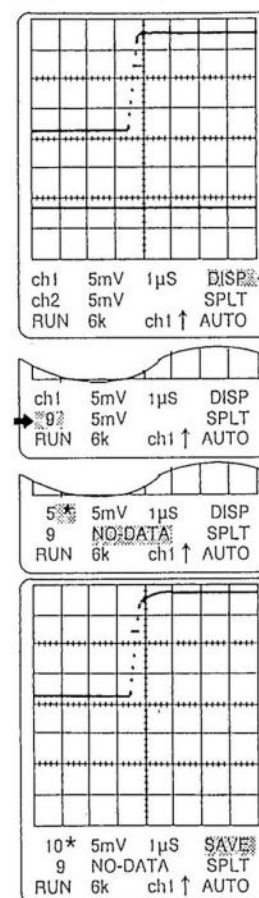 ch1 5mV 1µS DISP
ch2 5mV SPLT
RUN 6k ch1 ↑ AUTO
ch1 5mV 1µS DISP
9 5mV SPLT
RUN 6k ch1 ↑ AUTO
5* 5mV 1µS DISP
9 NO-DATA SPLT
RUN 6k ch1 ↑ AUTO
10* 5mV 1µS SAVE
9 NO-DATA SPLT
RUN 6k ch1 ↑ AUTO